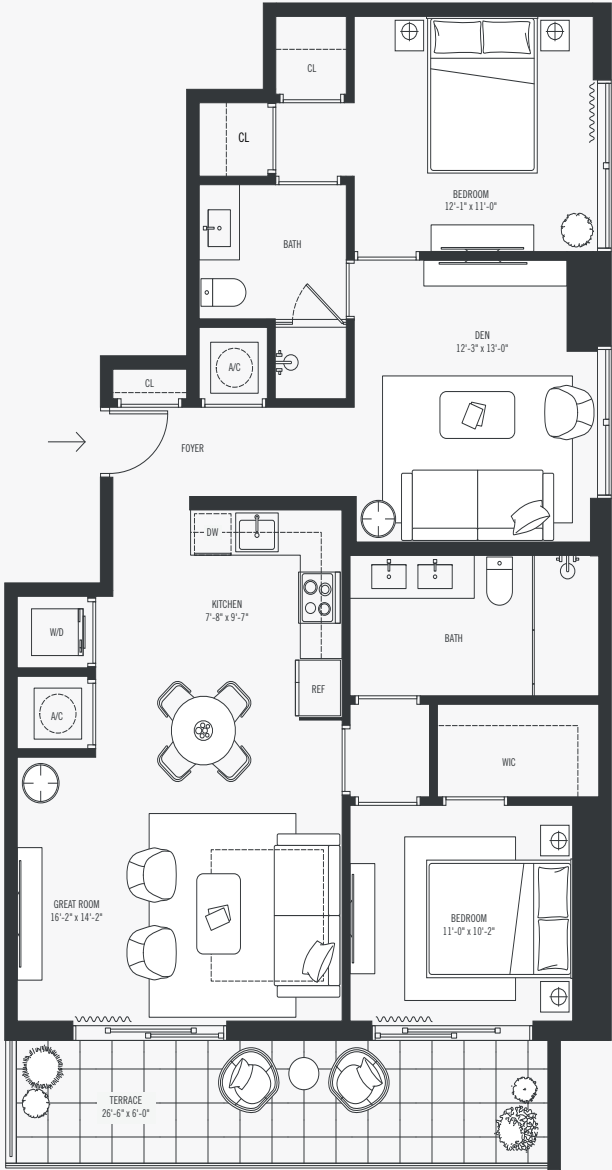 CL
CL
BEDROOM
12'-1" x 11'-0"
BATH
DEN
12'-3" x 13'-0"
A/C
CL
FOYER
DW
KITCHEN
7'-8" x 9'-7"
W/D
BATH
REF
A/C
WIC
GREAT ROOM
16'-2" x 14'-2"
BEDROOM
11'-0" x 10'-2"
TERRACE
26'-6" x 6'-0"